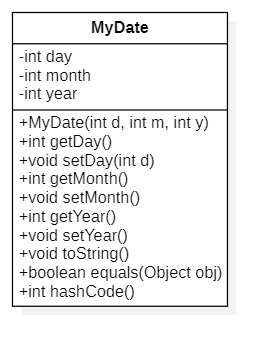 MyDate
-int day
-int month
-int year
+MyDate(int d, int m, int y)
+int getDay()
+void setDay(int d)
+int getMonth()
+void setMonth()
+int getYear()
+void setYear()
+void toString()
+boolean equals(Object obj)
+int hashCode()